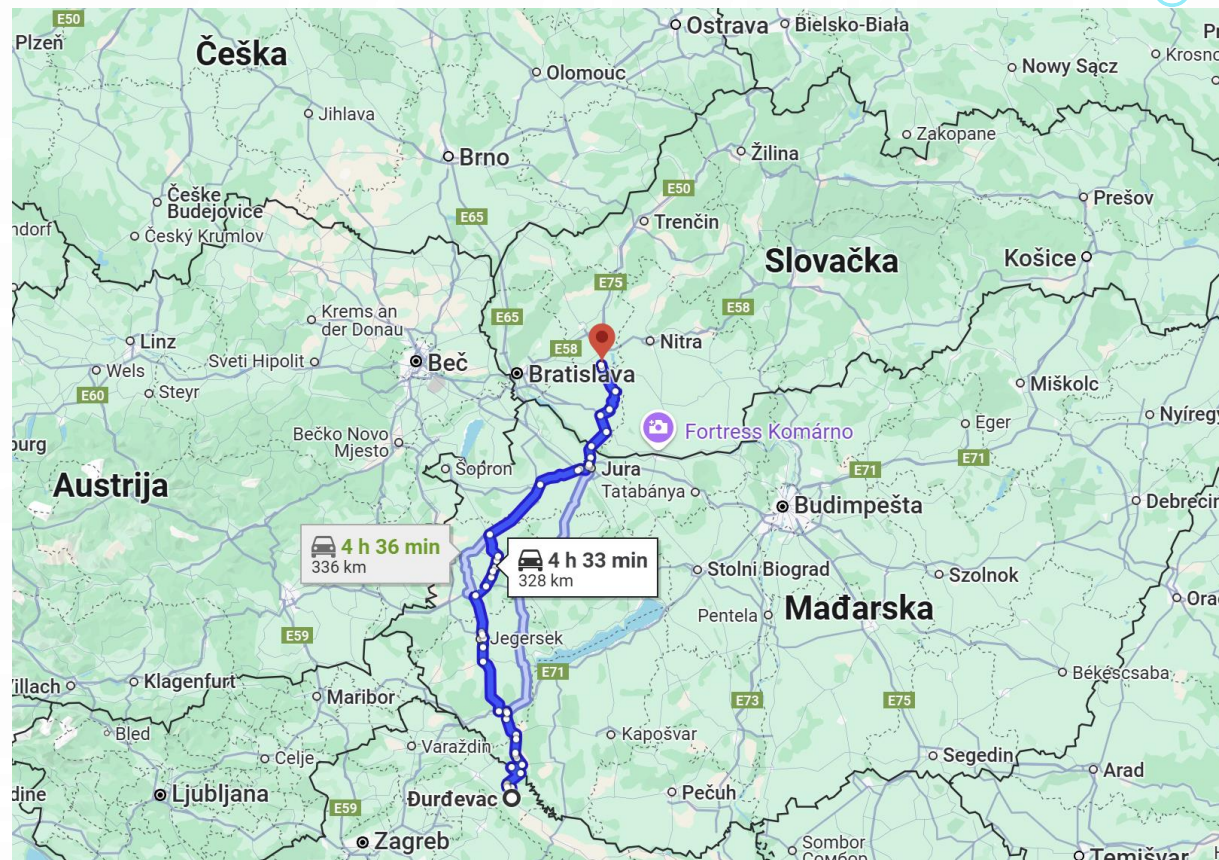 E50
Plzeň
Češka
Ostrava
Bielsko-Biała
Krosno
Olomouc
Nowy Sącz
Jihlava
Zakopane
Brno
Žilina
E50
Prešov
Češke
Budejovice
E65
Trenčin
Český Krumlov
Slovačka
Košice
E75
Krems an
der Donau
E65
E58
Linz
Sveti Hipolit
Beč
E58
Nitra
Wels
Bratislava
Miškolc
E60
Steyr
Bečko Novo
Mjesto
Fortress Komárno
Eger
E71
Šopron
Jura
E71
Austrija
Tatabánya
Budimpešta
4 h 36 min
336 km
4 h 33 min
328 km
Stolni Biograd
Szolnok
Pentela
Mađarska
E59
Jegersek
E71
Békéscsaba
Klagenfurt
Maribor
E73
E75
Bled
Varaždin
Kapošvar
Celje
Segedin
Arad
Ljubljana
Đurđevac
Pečuh
E59
Zagreb
Sombor
Сомбор
Temišvar